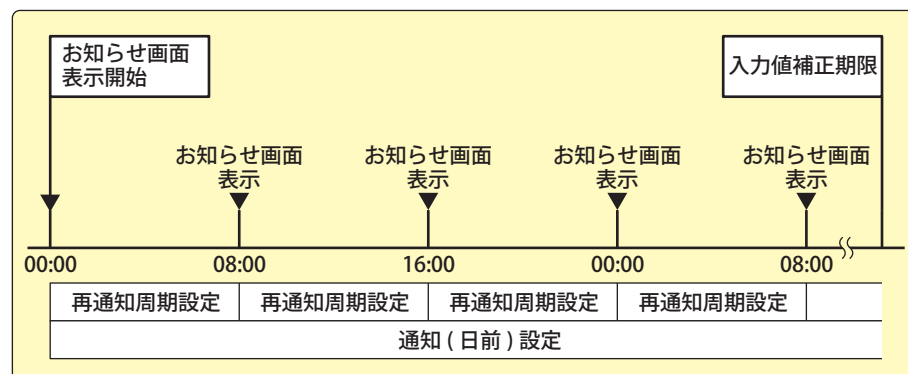 お知らせ画面
表示開始
入力値補正期限
お知らせ画面
表示
お知らせ画面
表示
お知らせ画面
表示
お知らせ画面
表示
00:00
08:00
16:00
00:00
08:00
再通知周期設定
再通知周期設定
再通知周期設定
再通知周期設定
通知 ( 日前 ) 設定